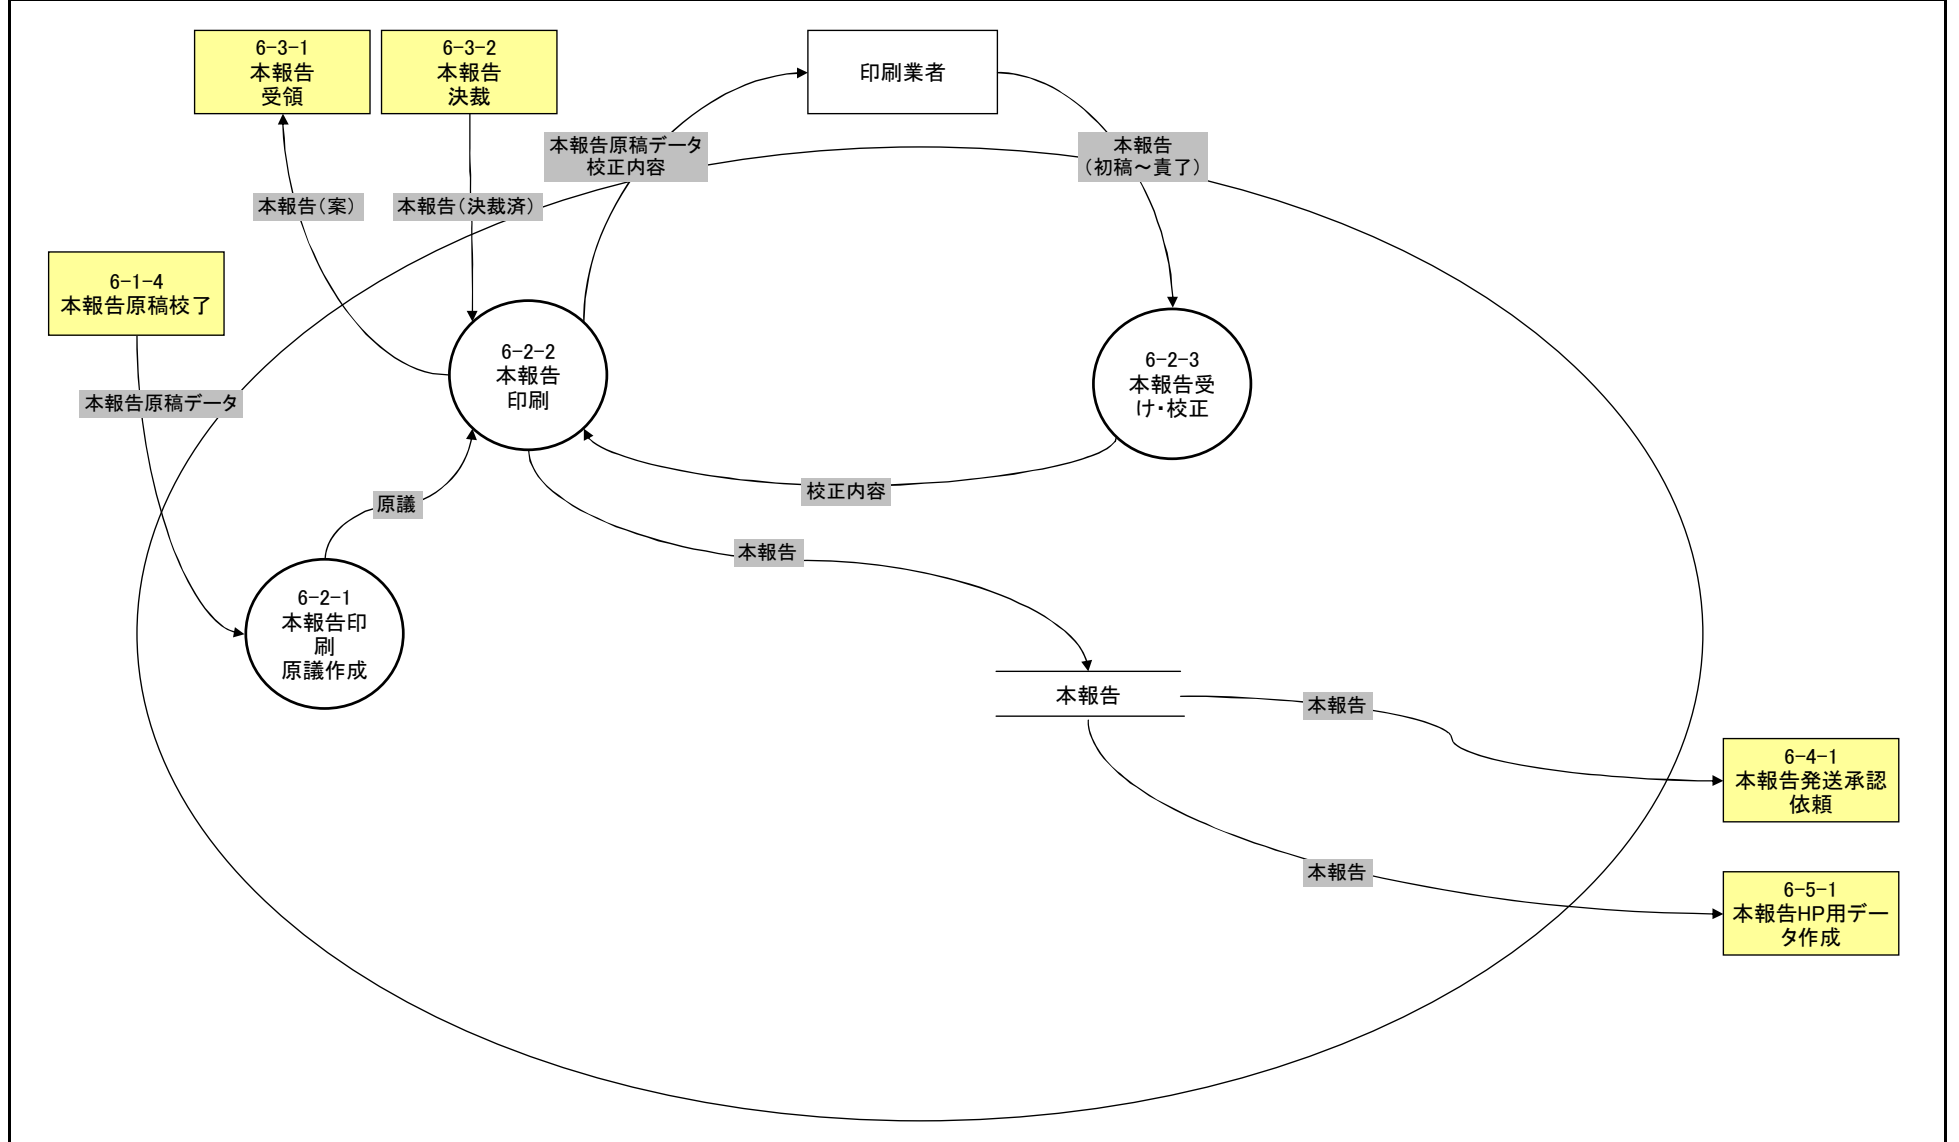 6-3-1
本報告
受領
6-3-2
本報告
決裁
印刷業者
本報告原稿データ
校正内容
本報告
（初稿～責了）
本報告（案）
本報告（決裁済）
6-1-4
本報告原稿校了
6-2-2
本報告
印刷
6-2-3
本報告受
け・校正
本報告原稿データ
校正内容
原議
本報告
6-2-1
本報告印
刷
原議作成
本報告
本報告
6-4-1
本報告発送承認
依頼
本報告
6-5-1
本報告HP用デー
タ作成